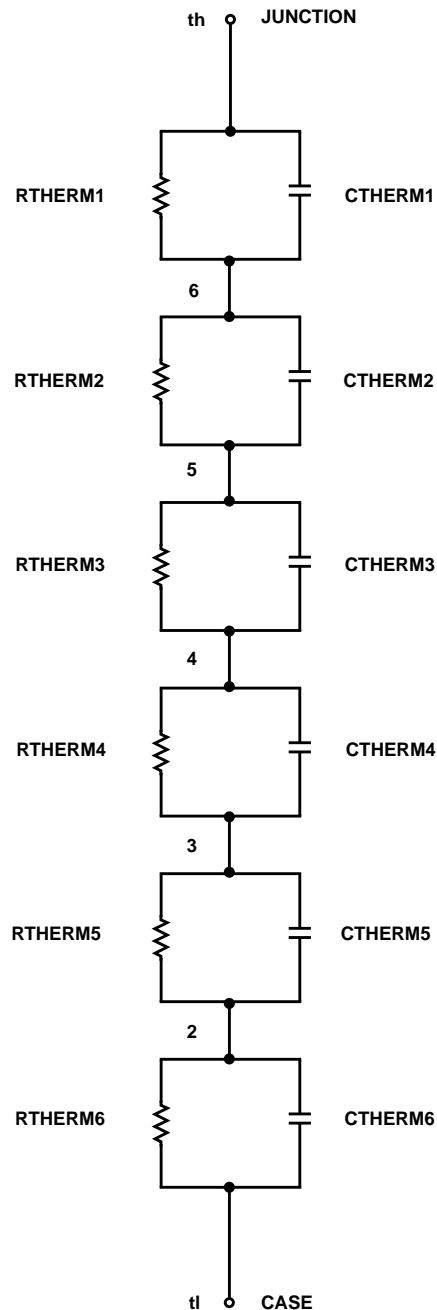 th JUNCTION
RTHERM1 CTHERM1
6
RTHERM2 CTHERM2
5
RTHERM3 CTHERM3
4
RTHERM4 CTHERM4
3
RTHERM5 CTHERM5
2
RTHERM6 CTHERM6
tl CASE